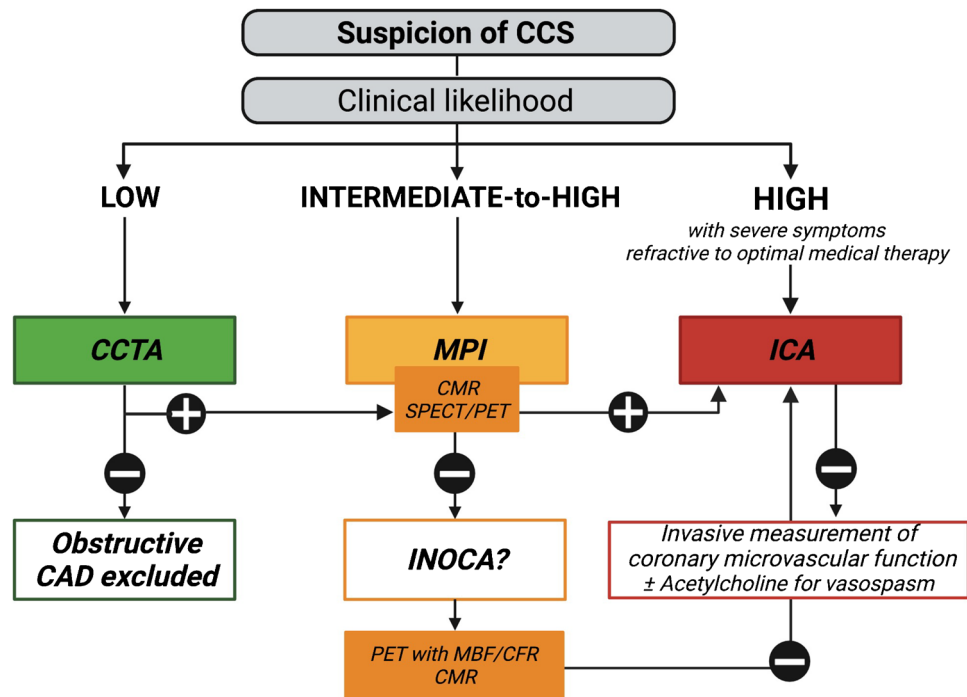 Suspicion of CCS
Clinical likelihood
LOW
INTERMEDIATE-to-HIGH
HIGH
with severe symptoms
refractive to optimal medical therapy
CCTA
MPI
ICA
CMR
SPECT/PET
+
+
−
−
−
Obstructive
CAD excluded
INOCA?
Invasive measurement of
coronary microvascular function
± Acetylcholine for vasospasm
PET with MBF/CFR
CMR
−